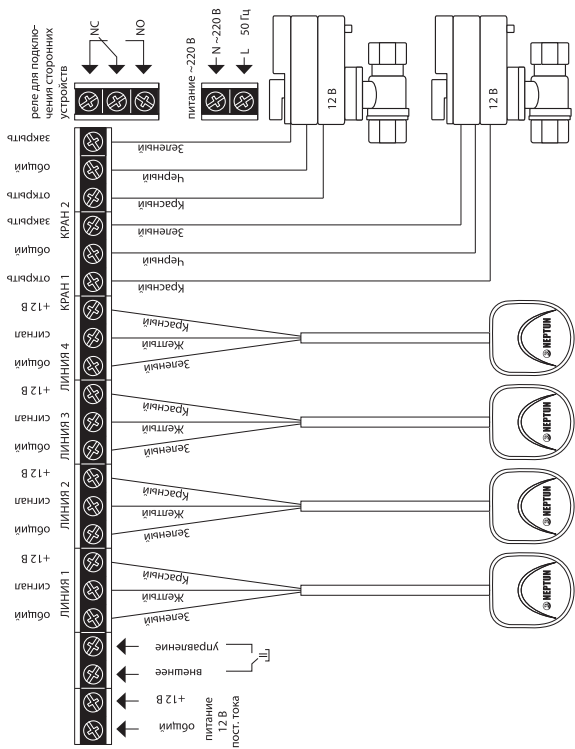 реле для подклю-
чения сторонних
устройств
NC
NO
питание ~220 В
N ~220 В
L 50 Гц
12 В
12 В
закрыть
общий
открыть
КРАН 2
Зеленый
Черный
Красный
закрыть
общий
открыть
КРАН 1
Зеленый
Черный
Красный
+12 В
сигнал
общий
ЛИНИЯ 4
Красный
Желтый
Зеленый
NEPTUN
+12 В
сигнал
общий
ЛИНИЯ 3
Красный
Желтый
Зеленый
NEPTUN
+12 В
сигнал
общий
ЛИНИЯ 2
Красный
Желтый
Зеленый
NEPTUN
+12 В
сигнал
общий
ЛИНИЯ 1
Красный
Желтый
Зеленый
NEPTUN
управление
внешнее
+12 В
общий
питание
12 В
пост. тока